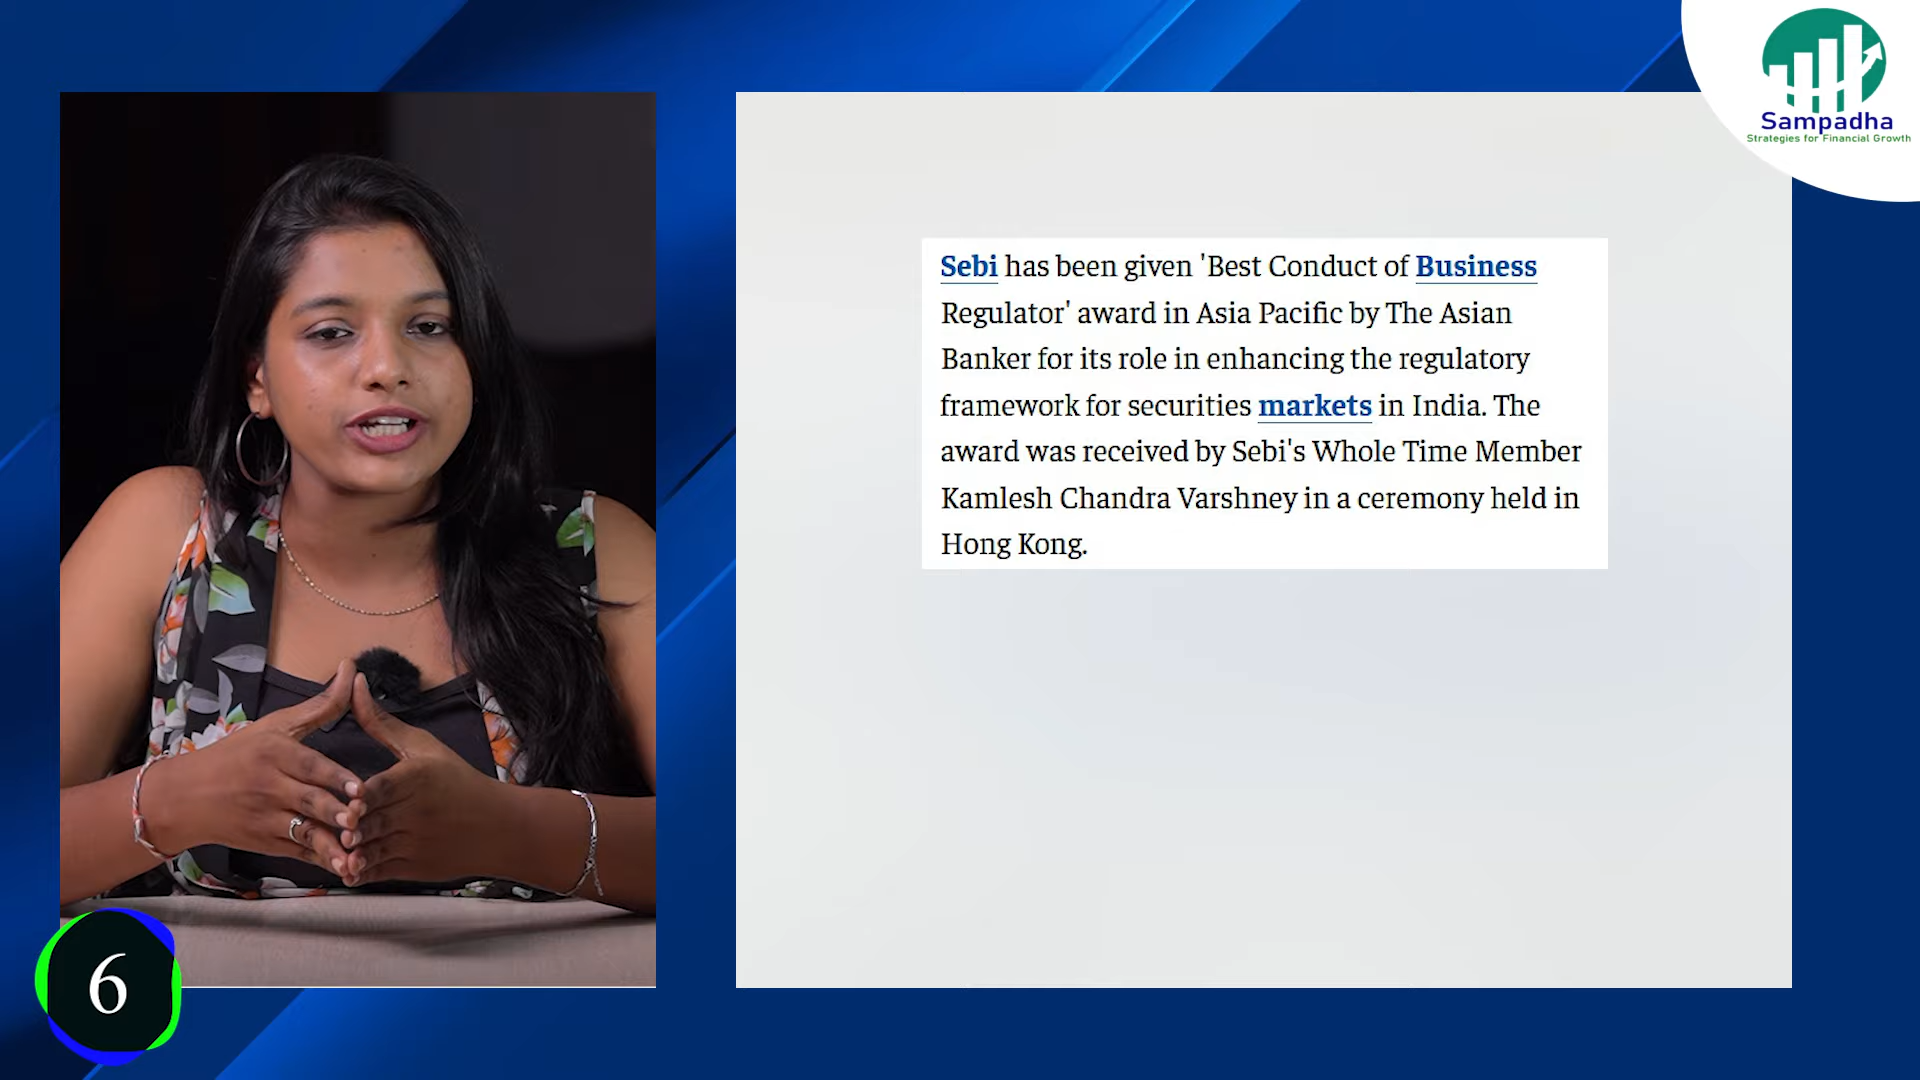 Sampadha
Strategies for Financial Growth
Sebi has been given 'Best Conduct of Business
Regulator' award in Asia Pacific by The Asian
Banker for its role in enhancing the regulatory
framework for securities markets in India. The
award was received by Sebi's Whole Time Member
Kamlesh Chandra Varshney in a ceremony held in
Hong Kong.
6